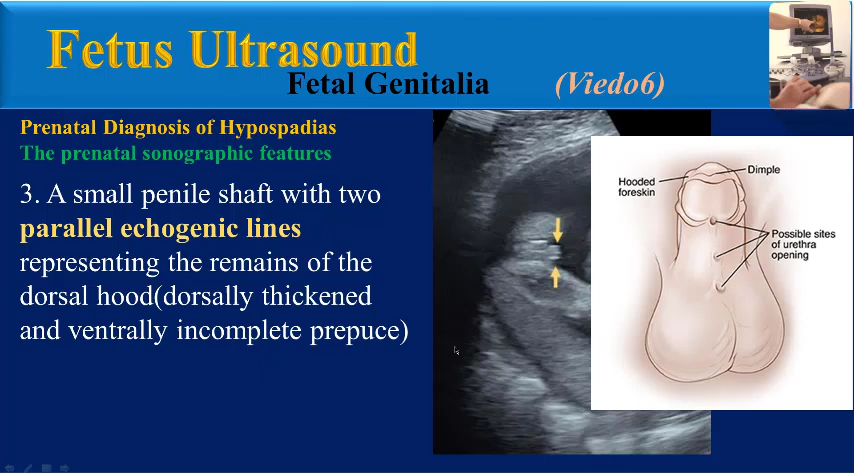 Fetus Ultrasound
Fetal Genitalia (Viedo6)
Prenatal Diagnosis of Hypospadias
The prenatal sonographic features
3. A small penile shaft with two
parallel echogenic lines
representing the remains of the
dorsal hood(dorsally thickened
and ventrally incomplete prepuce)
Dimple
Hooded
foreskin
Possible sites
of urethra
opening